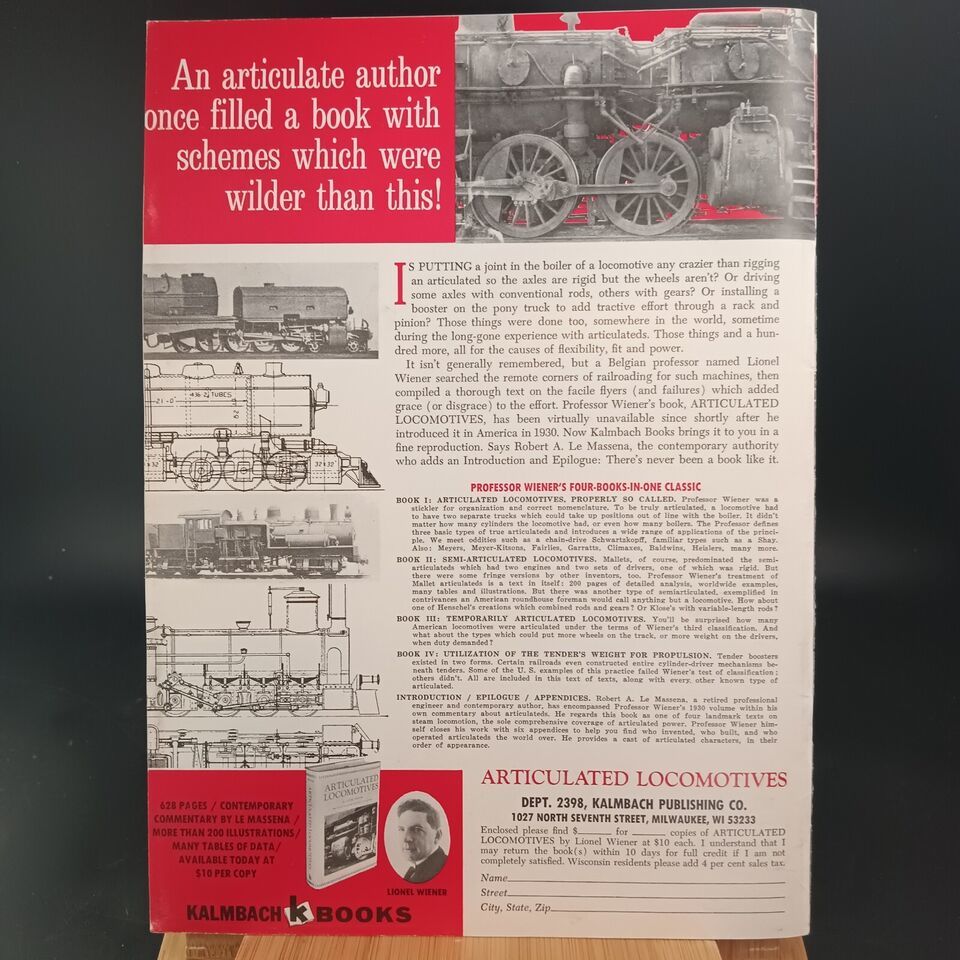 An articulate author
once filled a book with
schemes which were
wilder than this!
IS PUTTING a joint in the boiler of a locomotive any crazier than rigging
an articulated so the axles are rigid but the wheels aren't? Or driving
some axles with conventional rods, others with gears? Or installing a
booster on the pony truck to add tractive effort through a rack and
pinion? Those things were done too, somewhere in the world, sometime
during the long-gone experience with articulateds. Those things and a hun-
dred more, all for the causes of flexibility, fit and power.
It isn't generally remembered, but a Belgian professor named Lionel
Wiener searched the remote corners of railroading for such machines, then
compiled a thorough text on the facile flyers (and failures) which added
grace (or disgrace) to the effort. Professor Wiener's book, ARTICULATED
LOCOMOTIVES, has been virtually unavailable since shortly after he
introduced it in America in 1930. Now Kalmbach Books brings it to you in a
fine reproduction. Says Robert A. Le Massena, the contemporary authority
who adds an Introduction and Epilogue: There's never been a book like it.
436 2¼ TUBES
21-0
29
32 x 32
32 x 32
PROFESSOR WIENER'S FOUR-BOOKS-IN-ONE CLASSIC
BOOK I: ARTICULATED LOCOMOTIVES, PROPERLY SO CALLED. Professor Wiener was a
stickler for organization and correct nomenclature. To be truly articulated, a locomotive had
to have two separate trucks which could take up positions out of line with the boiler. It didn't
matter how many cylinders the locomotive had, or even how many boilers. The Professor defines
three basic types of true articulateds and introduces a wide range of applications of the princi-
ple. We meet oddities such as a chain-drive Schwartzkopff, familiar types such as a Shay.
Also: Meyers, Meyer-Kitsons, Fairlies, Garratts, Climaxes, Baldwins, Heislers, many more.
BOOK II: SEMI-ARTICULATED LOCOMOTIVES. Mallets, of course, predominated the semi-
articulateds which had two engines and two sets of drivers, one of which was rigid. But
there were some fringe versions by other inventors, too. Professor Wiener's treatment of
Mallet articulateds is a text in itself: 200 pages of detailed analysis, worldwide examples,
many tables and illustrations. But there was another type of semiarticulated, exemplified in
contrivances an American roundhouse foreman would call anything but a locomotive. How about
one of Henschel's creations which combined rods and gears? Or Klose's with variable-length rods?
BOOK III: TEMPORARILY ARTICULATED LOCOMOTIVES. You'll be surprised how many
American locomotives were articulated under the terms of Wiener's third classification. And
what about the types which could put more wheels on the track, or more weight on the drivers,
when duty demanded?
BOOK IV: UTILIZATION OF THE TENDER'S WEIGHT FOR PROPULSION. Tender boosters
existed in two forms. Certain railroads even constructed entire cylinder-driver mechanisms be-
neath tenders. Some of the U. S. examples of this practice failed Wiener's test of classification;
others didn't. All are included in this text of texts, along with every other known type of
articulated.
INTRODUCTION / EPILOGUE / APPENDICES. Robert A. Le Massena, a retired professional
engineer and contemporary author, has encompassed Professor Wiener's 1930 volume within his
own commentary about articulateds. He regards this book as one of four landmark texts on
steam locomotion, the sole comprehensive coverage of articulated power. Professor Wiener him-
self closes his work with six appendices to help you find who invented, who built, and who
operated articulateds the world over. He provides a cast of articulated characters, in their
order of appearance.
628 PAGES / CONTEMPORARY
COMMENTARY BY LE MASSENA /
MORE THAN 200 ILLUSTRATIONS/
MANY TABLES OF DATA/
AVAILABLE TODAY AT
$10 PER COPY
ARTICULATED
LOCOMOTIVES
LIONEL WIENER
KALMBACH k BOOKS
ARTICULATED LOCOMOTIVES
DEPT. 2398, KALMBACH PUBLISHING CO.
1027 NORTH SEVENTH STREET, MILWAUKEE, WI 53233
Enclosed please find $ for copies of ARTICULATED
LOCOMOTIVES by Lionel Wiener at $10 each. I understand that I
may return the book(s) within 10 days for full credit if I am not
completely satisfied. Wisconsin residents please add 4 per cent sales tax.
Name
Street
City, State, Zip